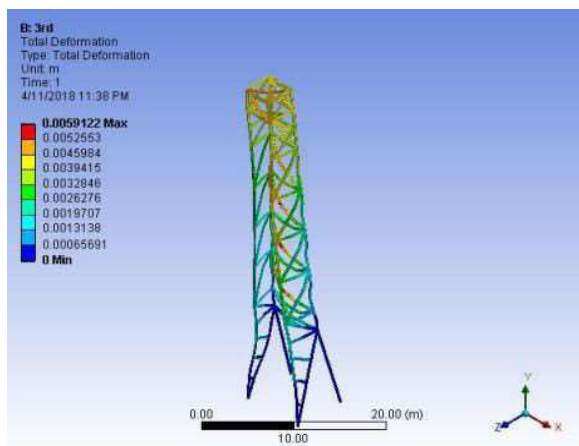 B: 3rd
Total Deformation
Type: Total Deformation
Unit: m
Time: 1
4/11/2018 11:38 PM
0.0059122 Max
0.0052553
0.0045984
0.0039415
0.0032846
0.0026276
0.0019707
0.0013138
0.00065691
0 Min
0.00 20.00 (m)
10.00
Y
Z X